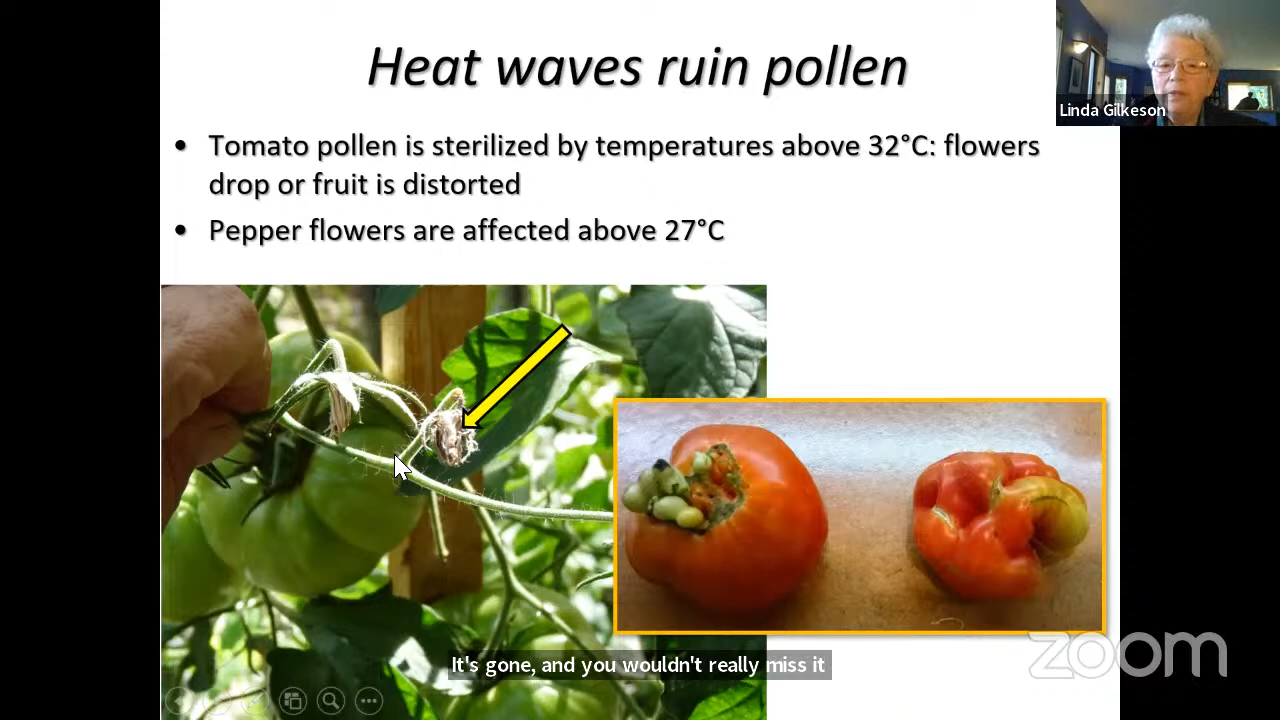 Heat waves ruin pollen
Linda Gilkeson
• Tomato pollen is sterilized by temperatures above 32°C: flowers
drop or fruit is distorted
• Pepper flowers are affected above 27°C
It's gone, and you wouldn't really miss it
zoom